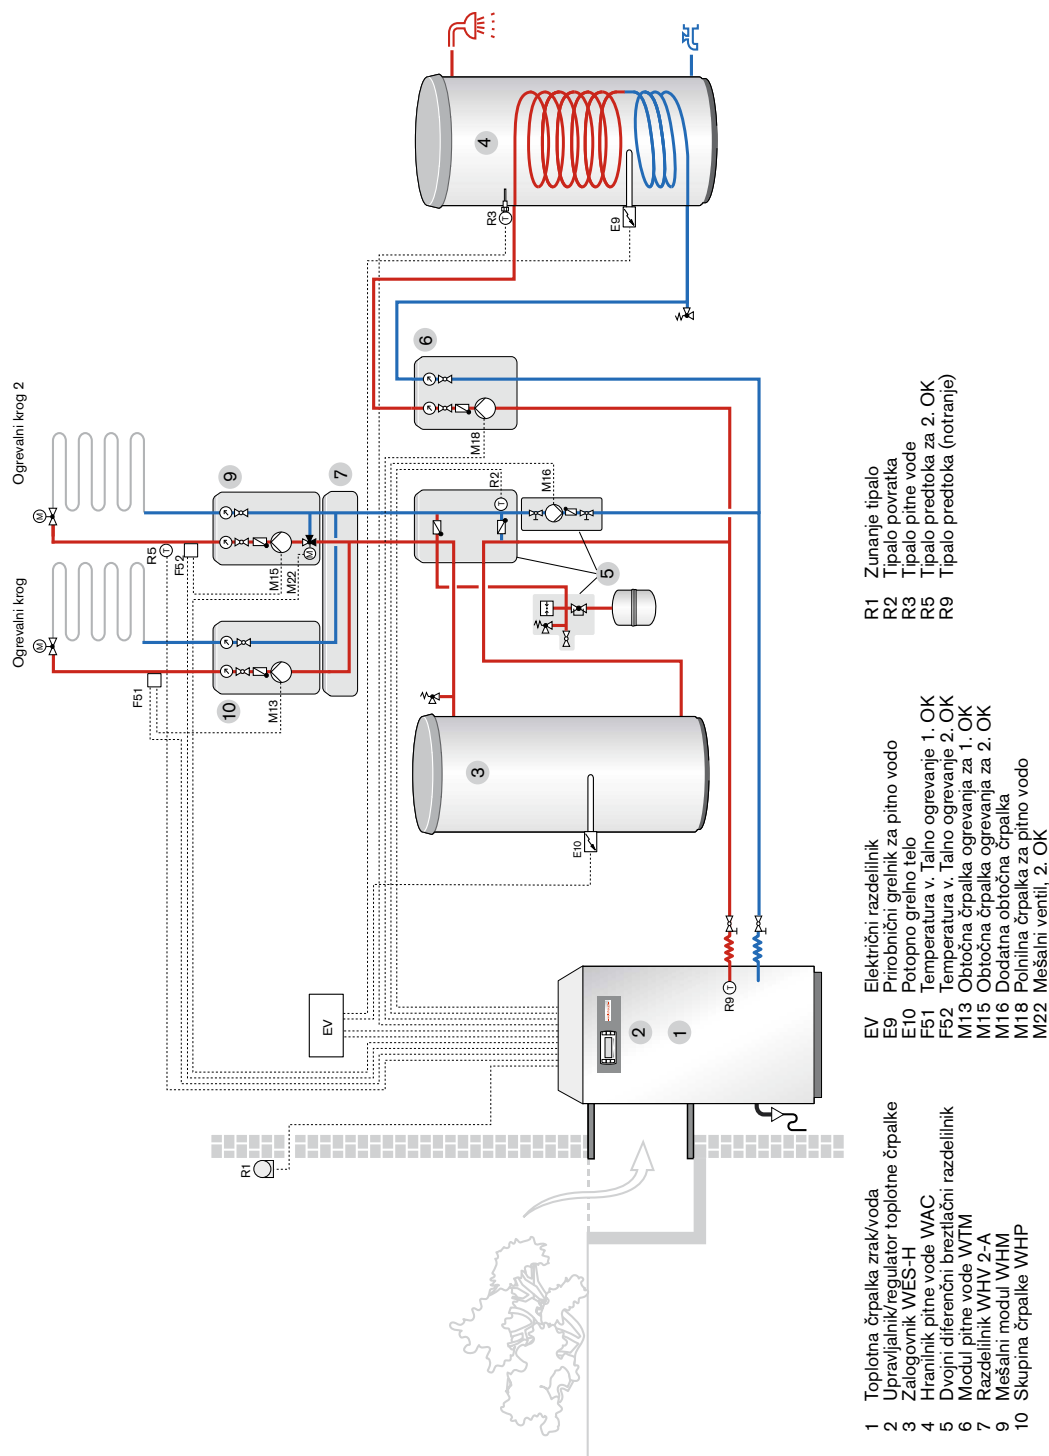 Ogrevalni krog
Ogrevalni krog 2
M
M
R5
T
F51
F52
M13
M15
M22
M
10
9
7
6
M18
R2
T
M16
5
R3
T
4
E9
3
E10
EV
R1
R9
T
2
1
1 Toplotna črpalka zrak/voda
2 Upravljalnik/regulator toplotne črpalke
3 Zalogovnik WES-H
4 Hranilnik pitne vode WAC
5 Dvojni diferenčni breztlačni razdelilnik
6 Modul pitne vode WTM
7 Razdelilnik WHV 2-A
9 Mešalni modul WHM
10 Skupina črpalke WHP
EV Električni razdelilnik
E9 Prirobnični grelnik za pitno vodo
E10 Potopno grelno telo
F51 Temperatura v. Talno ogrevanje 1. OK
F52 Temperatura v. Talno ogrevanje 2. OK
M13 Obtočna črpalka ogrevanja za 1. OK
M15 Obtočna črpalka ogrevanja za 2. OK
M16 Dodatna obtočna črpalka
M18 Polnilna črpalka za pitno vodo
M22 Mešalni ventil, 2. OK
R1 Zunanje tipalo
R2 Tipalo povratka
R3 Tipalo pitne vode
R5 Tipalo predtoka za 2. OK
R9 Tipalo predtoka (notranje)